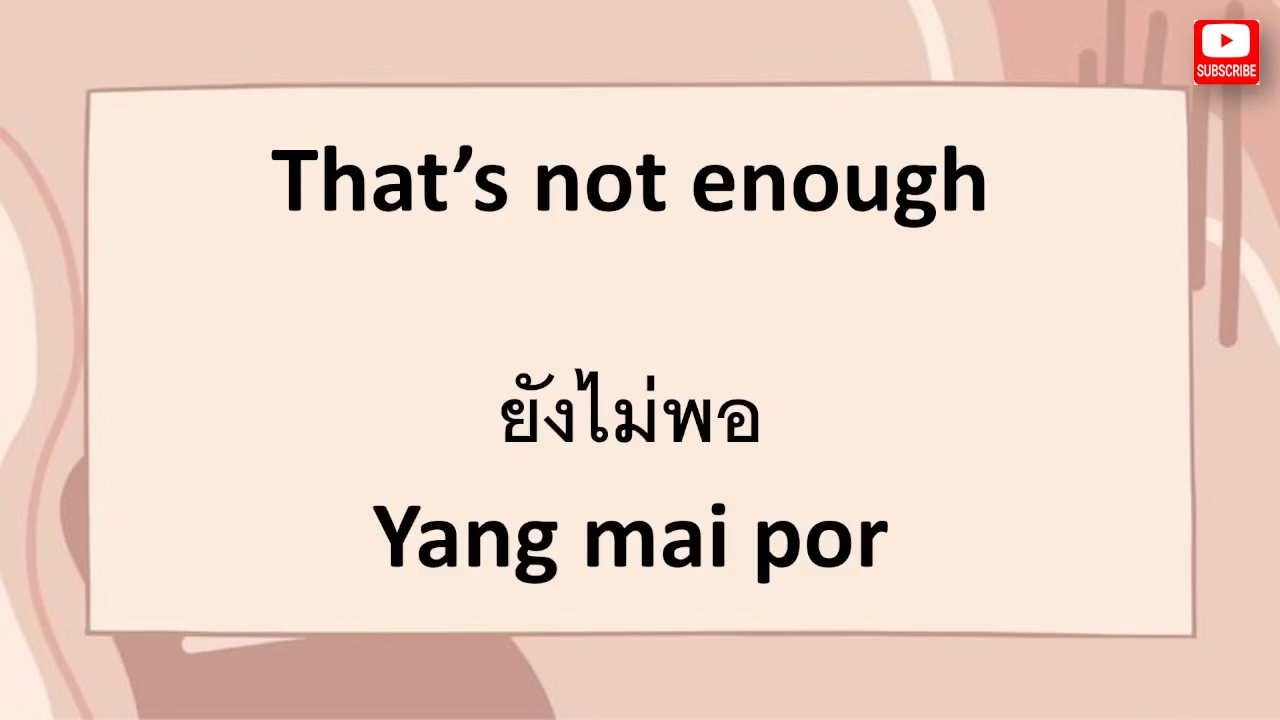 SUBSCRIBE
That’s not enough
ยังไม่พอ
Yang mai por